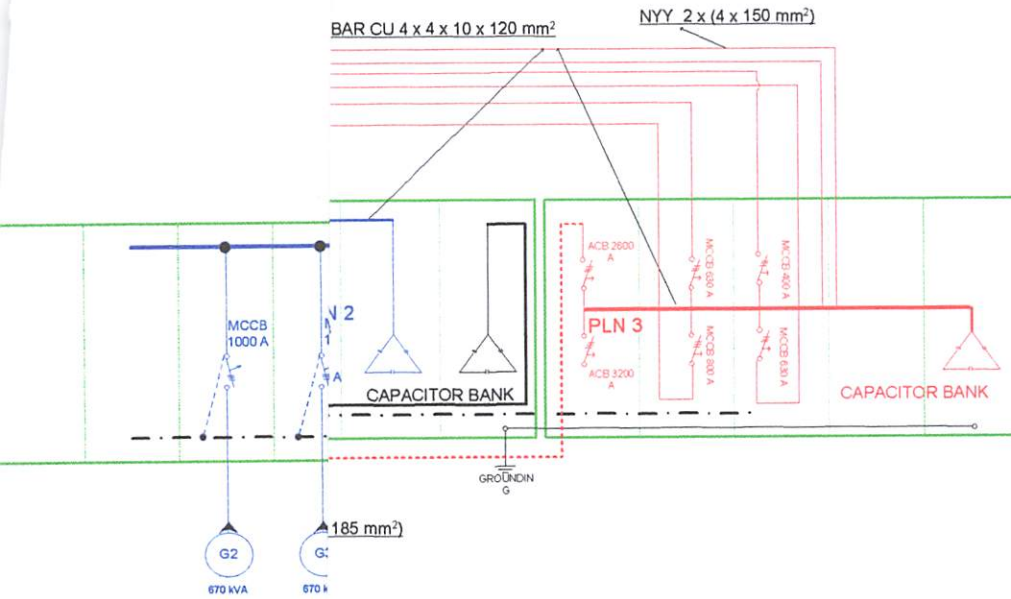 BAR CU 4 x 4 x 10 x 120 mm²
NYY 2 x (4 x 150 mm²)
ACB 2600
A
MCCB 630 A
MCCB 400 A
N 2
PLN 3
MCCB
1000 A
1
A
ACB 3200
A
MCCB 800 A
MCCB 630 A
CAPACITOR BANK
CAPACITOR BANK
GROUNDIN
G
185 mm²)
G2
670 kVA
670 k